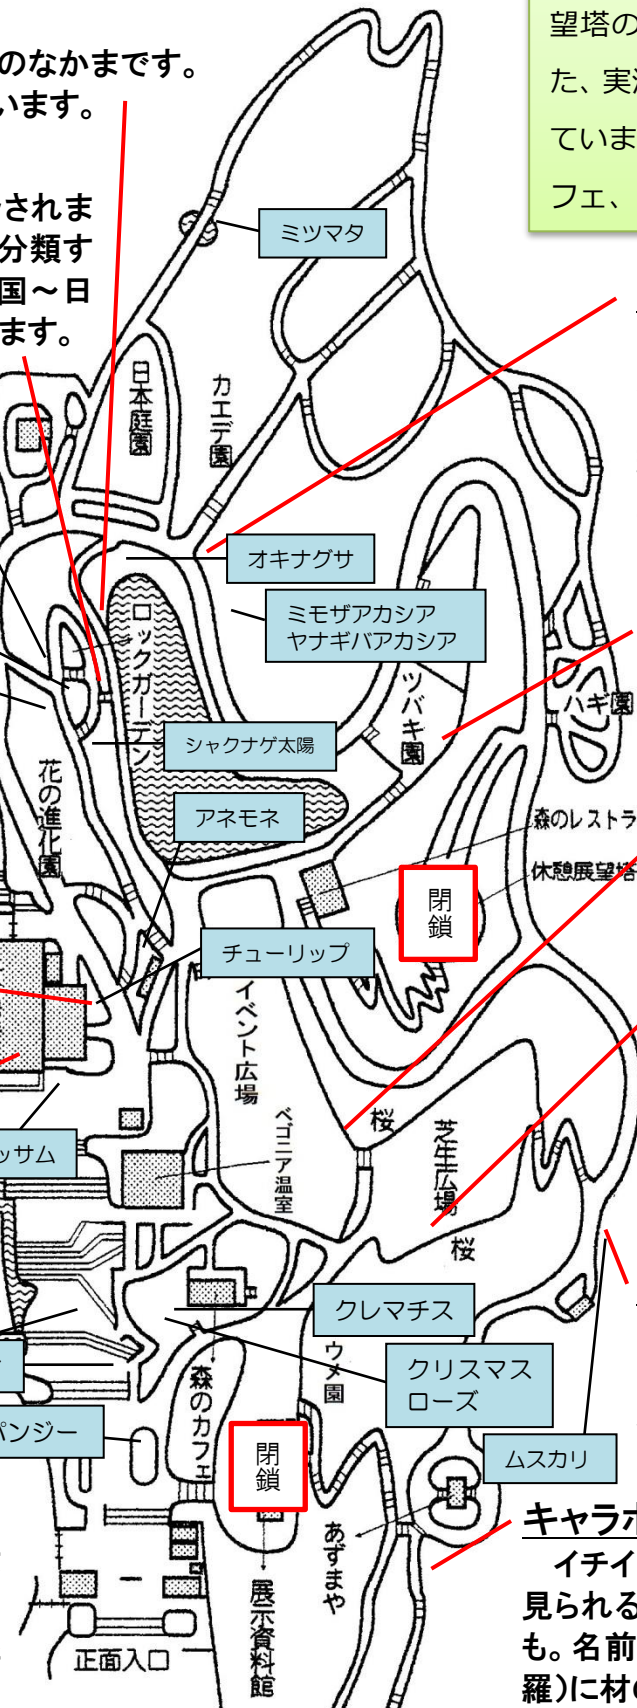 望塔の
た、実
ていま
フェ、
のなかまです。
います。
されま
分類す
国～日
ます。
ミツマタ
日本庭園
カエデ園
オキナグサ
ミモザアカシア
ヤナギバアカシア
ロックガーデン
ツバキ園
ハギ園
シャクナゲ太陽
花の進化園
アネモネ
森のレストラ
休憩展望塔
閉鎖
チューリップ
イベント広場
桜
芝生広場
ッサム
ベゴニア温室
桜
クレマチス
ウメ園
クリスマス
ローズ
パンジー
森のカフェ
閉鎖
ムスカリ
あずまや
展示資料館
正面入口
キャラボ
イチイ
見られる
も。名前
羅)に材の